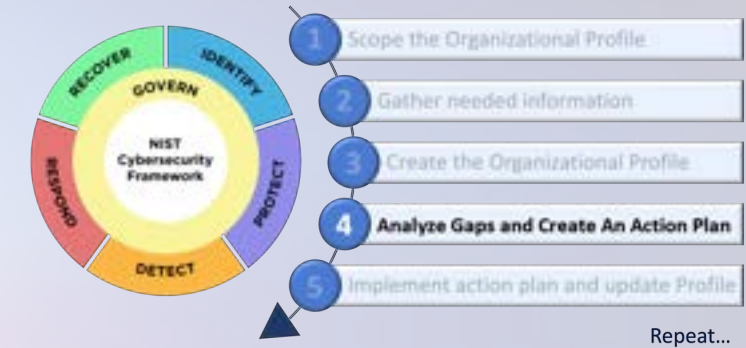 RECOVER
IDENTIFY
GOVERN
NIST
Cybersecurity
Framework
RESPOND
PROTECT
DETECT
1 Scope the Organizational Profile
2 Gather needed information
3 Create the Organizational Profile
4 Analyze Gaps and Create An Action Plan
5 Implement action plan and update Profile
Repeat...